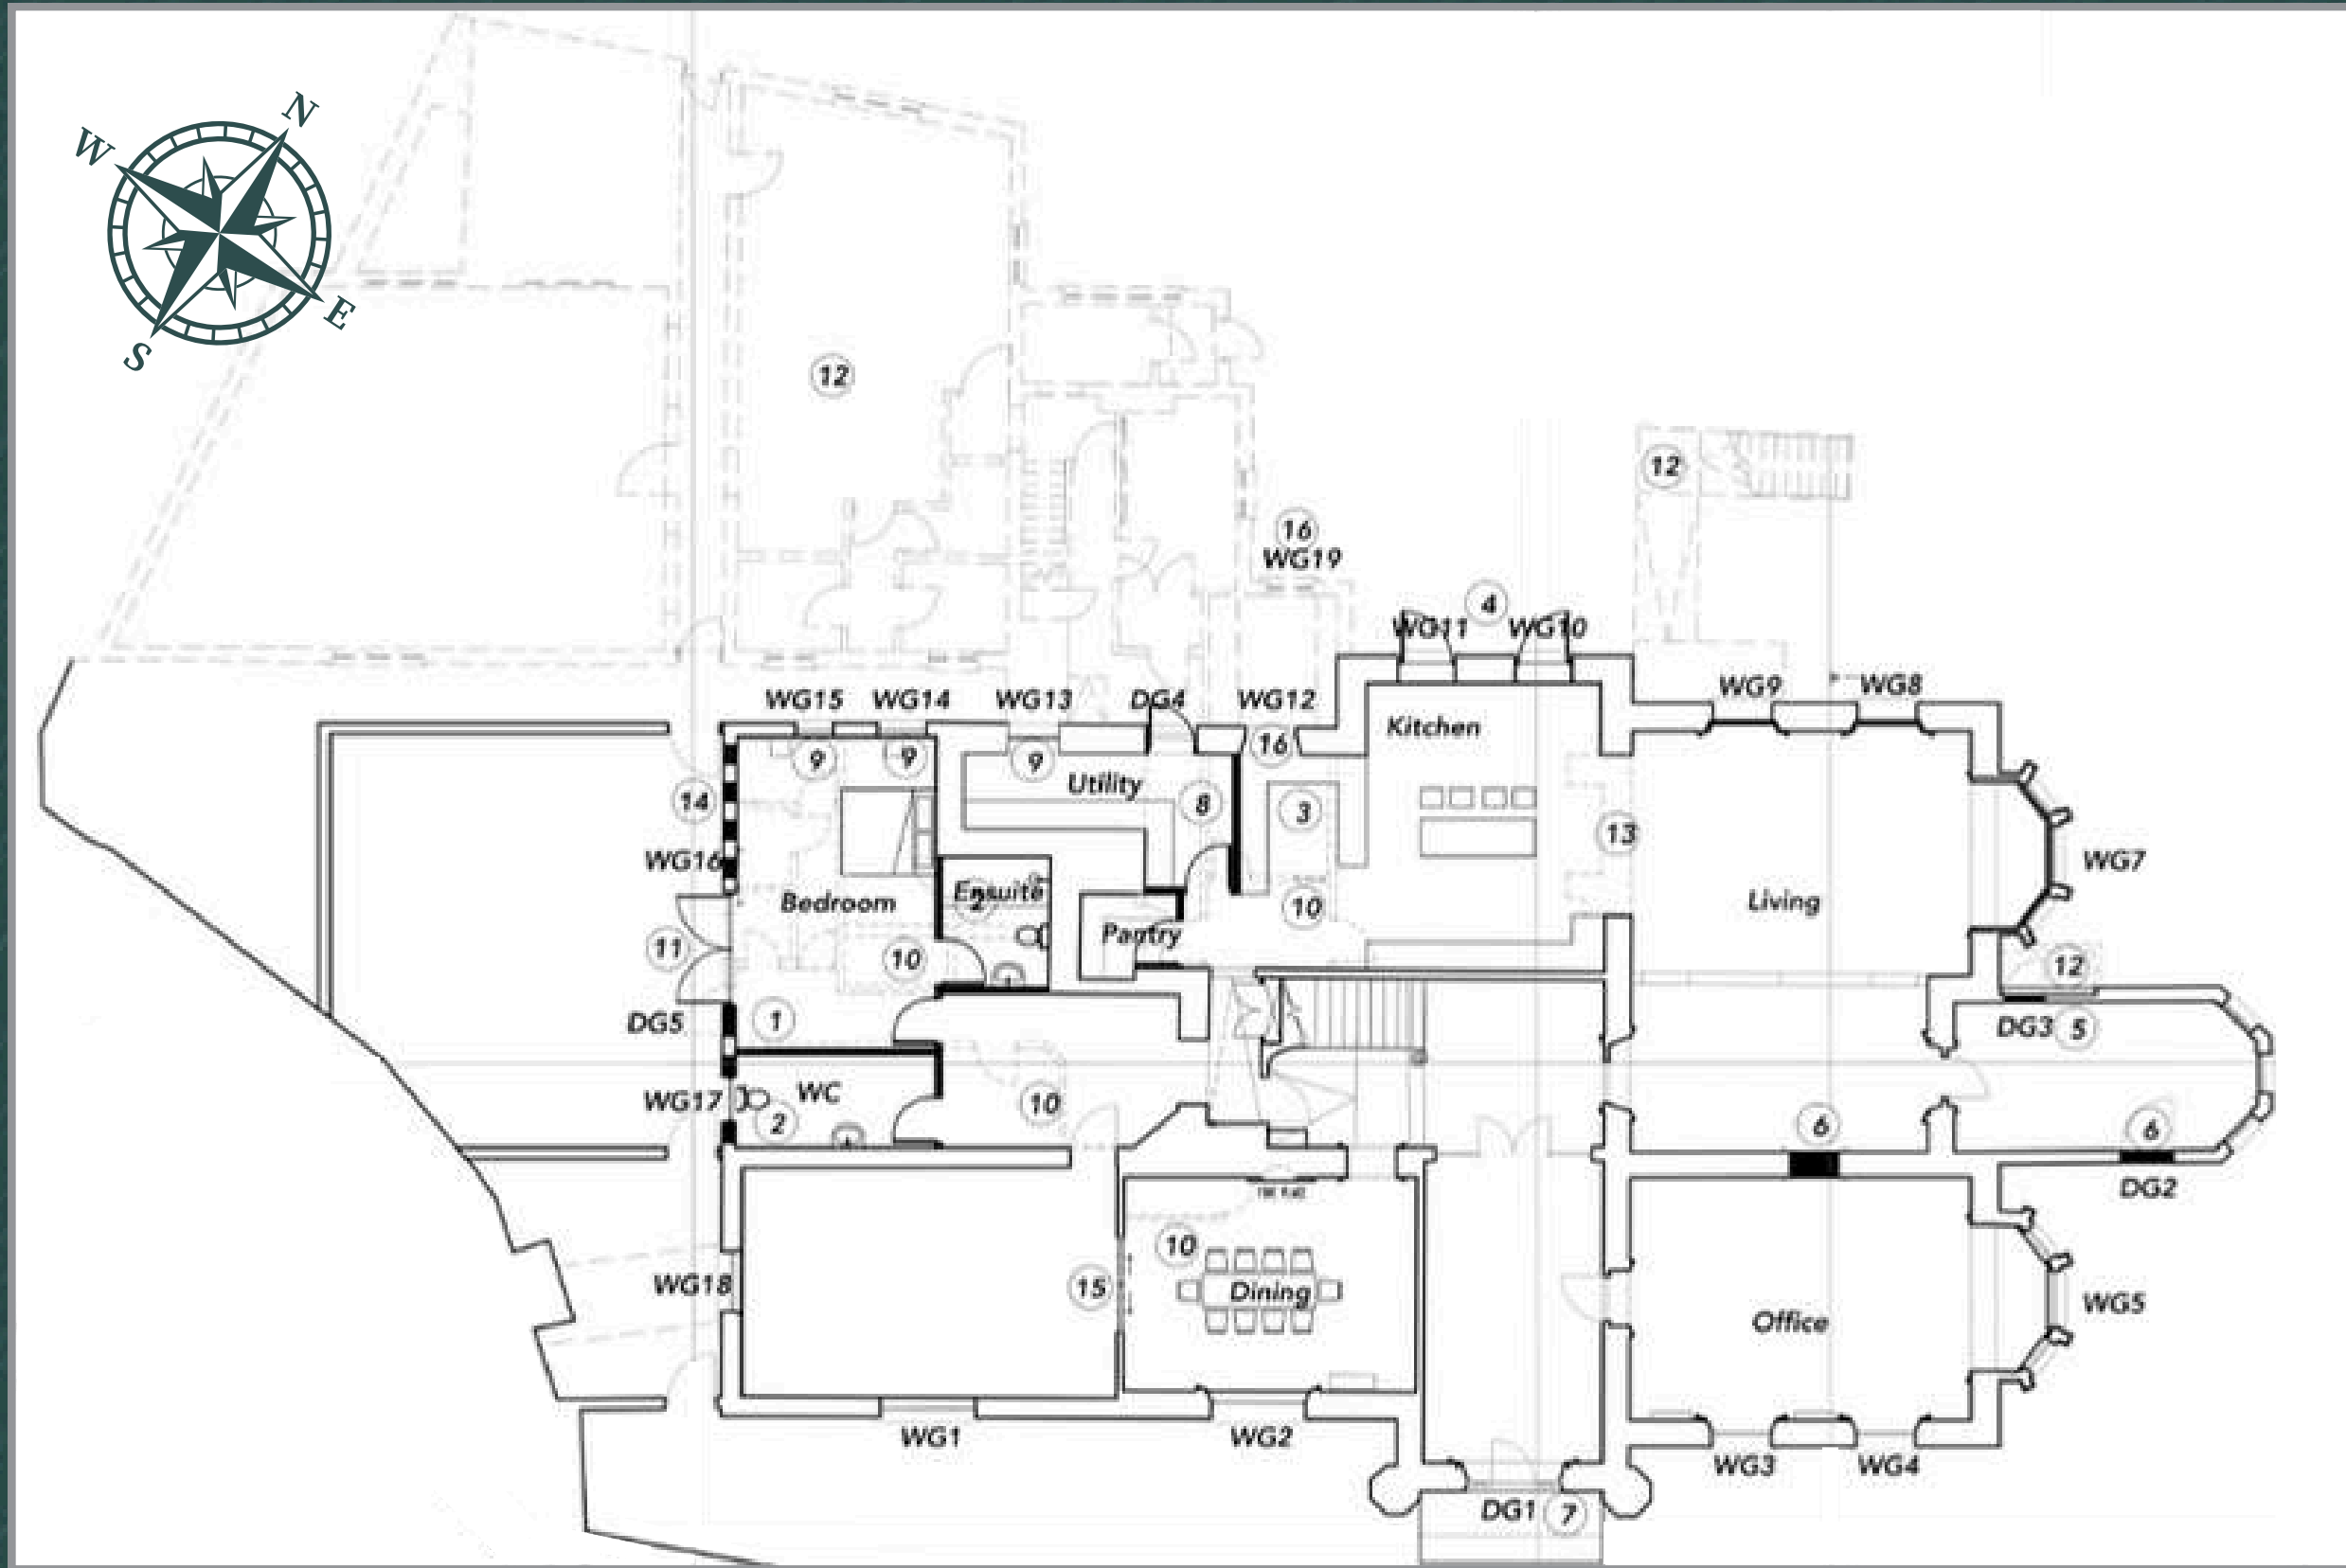 N
W
E
S
12
12
16
WG19
4
WG11 WG10
WG15 WG14 WG13 DG4 WG12
WG9 WG8
Kitchen
16
9 9 9
Utility
14
8
3
13
WG16
WG7
Ensuite
2
Bedroom
10
Living
Pantry
11
10
12
DG5
1
DG3 5
WC
WG17
2
10
6
6
DG2
10
WG18
15
Dining
WG5
Office
WG1
WG2
WG3
WG4
DG1 7